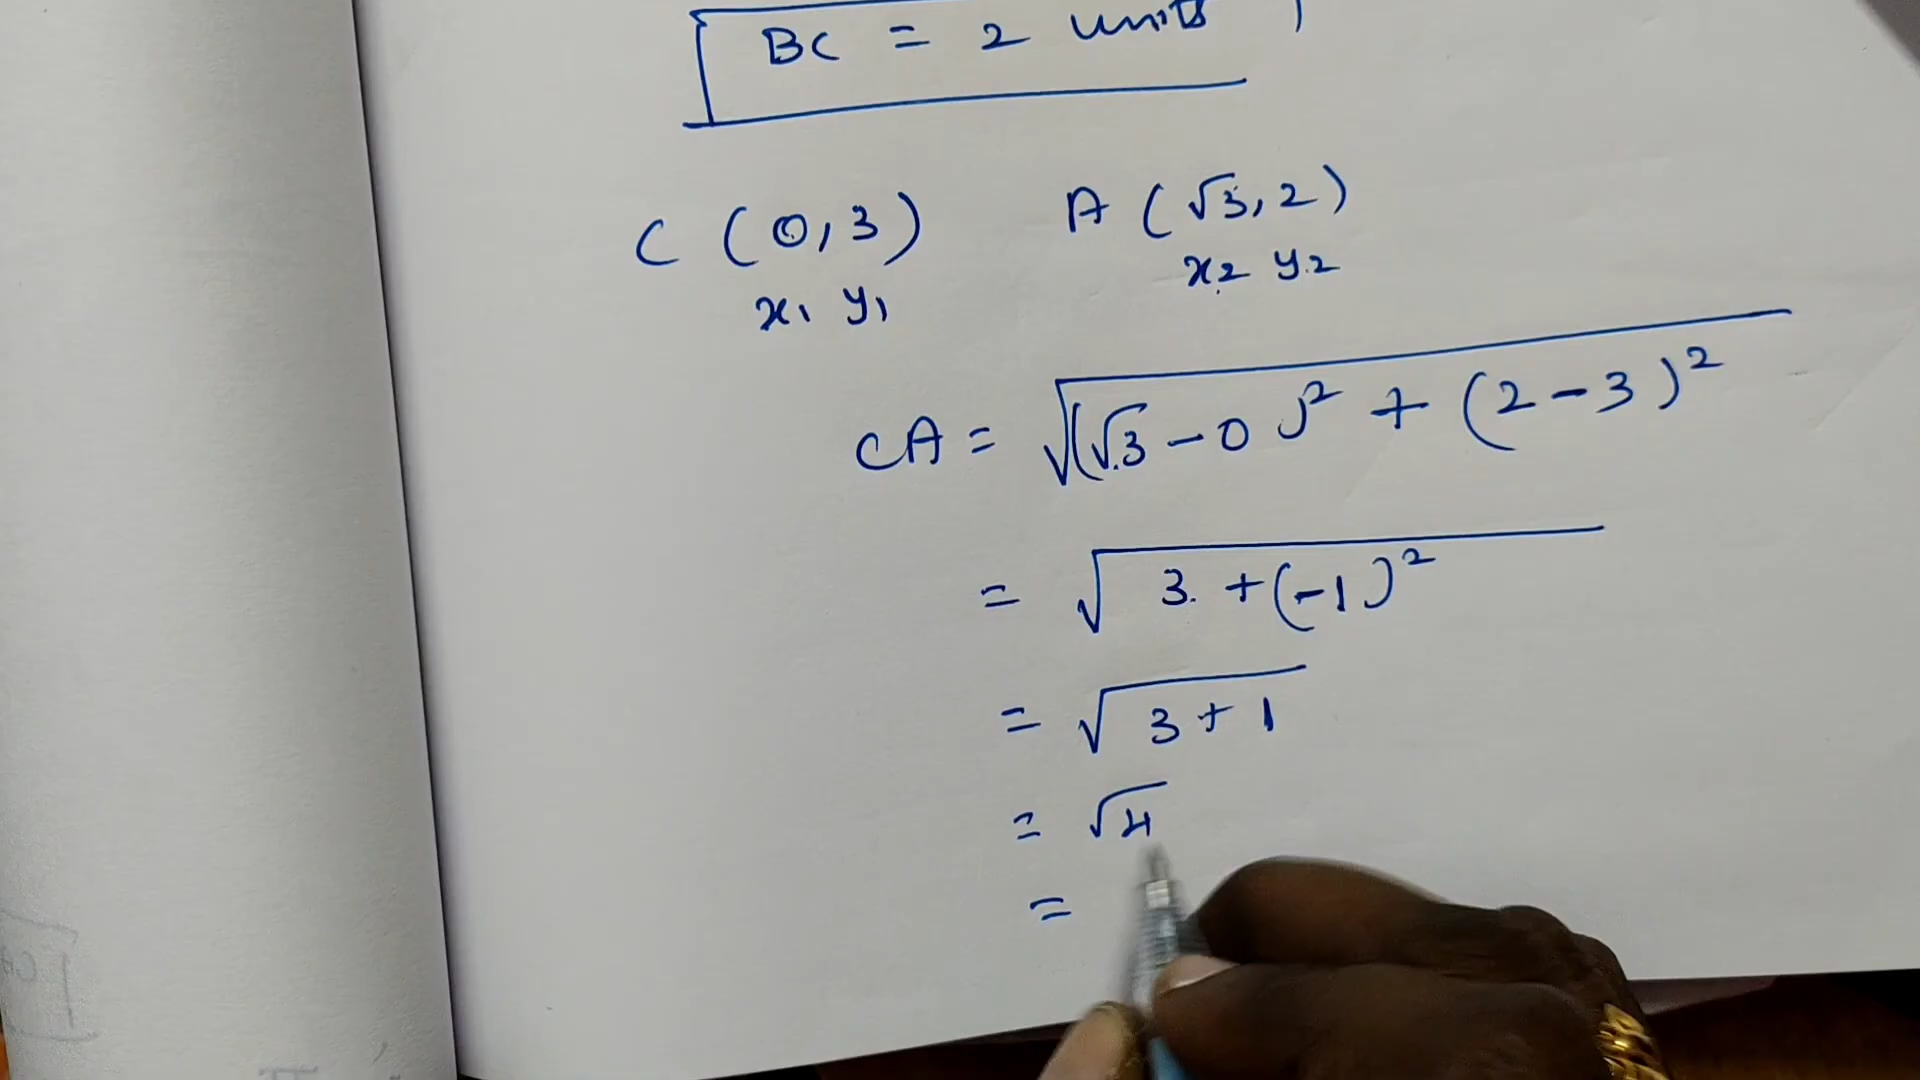 BC = 2 units
C (0,3) A (√3, 2)
x₁ y₁ x₂ y₂
CA = √((√3 - 0)² + (2 - 3)²)
= √(3 + (-1)²)
= √(3 + 1)
= √4
=